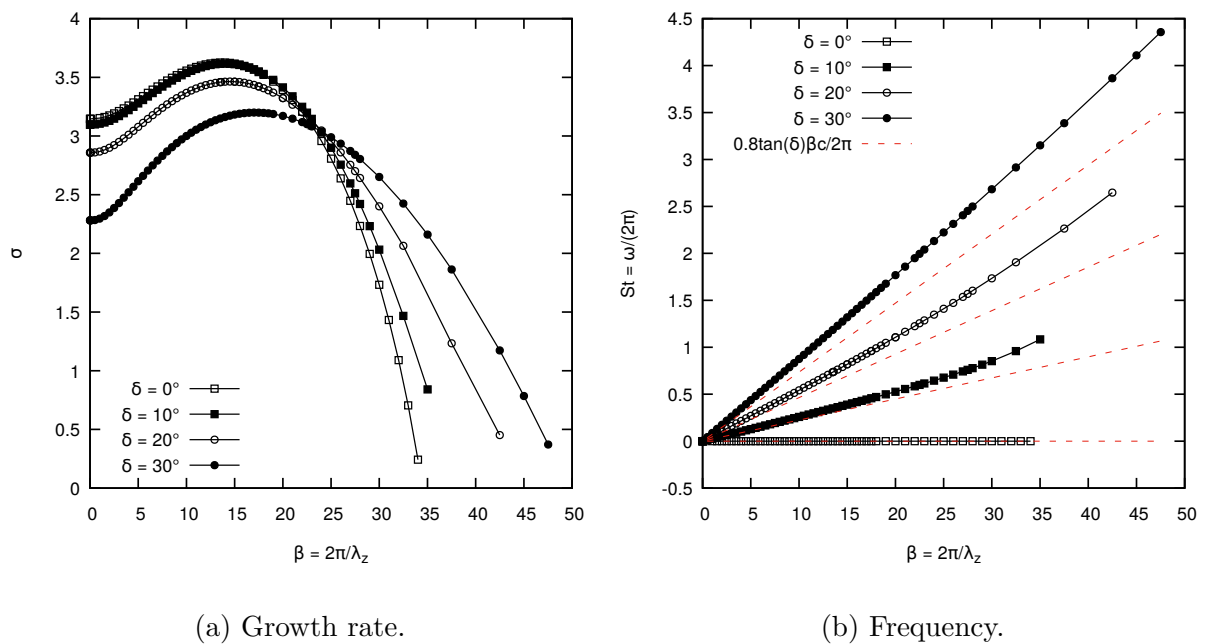 4
3.5
3
2.5
2
1.5
1
0.5
0
σ
δ = 0°
δ = 10°
δ = 20°
δ = 30°
0 5 10 15 20 25 30 35 40 45 50
β = 2π/λz
(a) Growth rate.
4.5
4
3.5
3
2.5
2
1.5
1
0.5
0
-0.5
St = ω/(2π)
δ = 0°
δ = 10°
δ = 20°
δ = 30°
0.8tan(δ)βc/2π
0 5 10 15 20 25 30 35 40 45 50
β = 2π/λz
(b) Frequency.